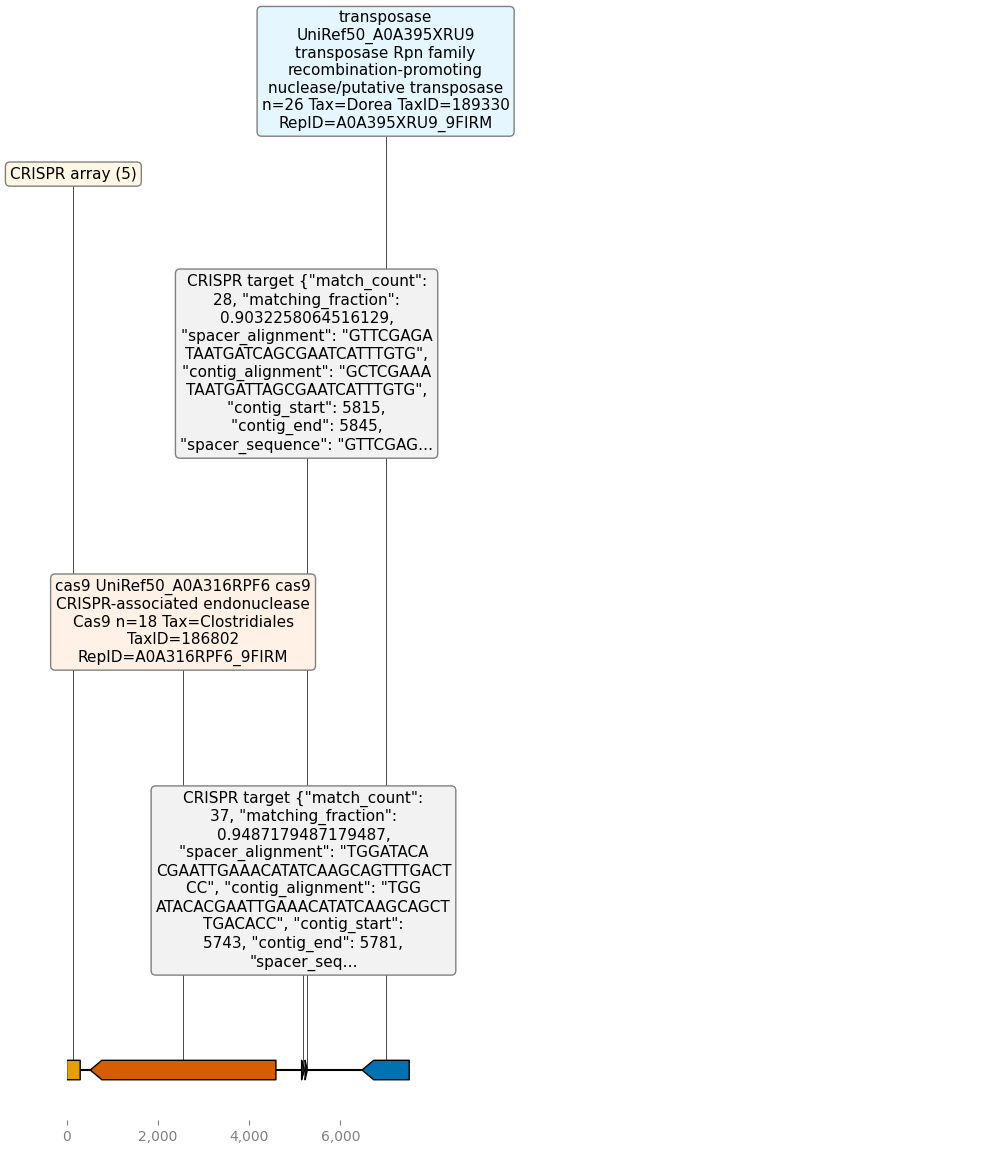 transposase
UniRef50_A0A395XRU9
transposase Rpn family
recombination-promoting
nuclease/putative transposase
n=26 Tax=Dorea TaxID=189330
RepID=A0A395XRU9_9FIRM
CRISPR array (5)
CRISPR target {"match_count":
28, "matching_fraction":
0.9032258064516129,
"spacer_alignment": "GTTCGAGA
TAATGATCAGCGAATCATTTGTG",
"contig_alignment": "GCTCGAAA
TAATGATTAGCGAATCATTTGTG",
"contig_start": 5815,
"contig_end": 5845,
"spacer_sequence": "GTTCGAG...
cas9 UniRef50_A0A316RPF6 cas9
CRISPR-associated endonuclease
Cas9 n=18 Tax=Clostridiales
TaxID=186802
RepID=A0A316RPF6_9FIRM
CRISPR target {"match_count":
37, "matching_fraction":
0.9487179487179487,
"spacer_alignment": "TGGATACA
CGAATTGAAACATATCAAGCAGTTTGACT
CC", "contig_alignment": "TGG
ATACACGAATTGAAACATATCAAGCAGCT
TGACACC", "contig_start":
5743, "contig_end": 5781,
"spacer_seq...
0 2,000 4,000 6,000